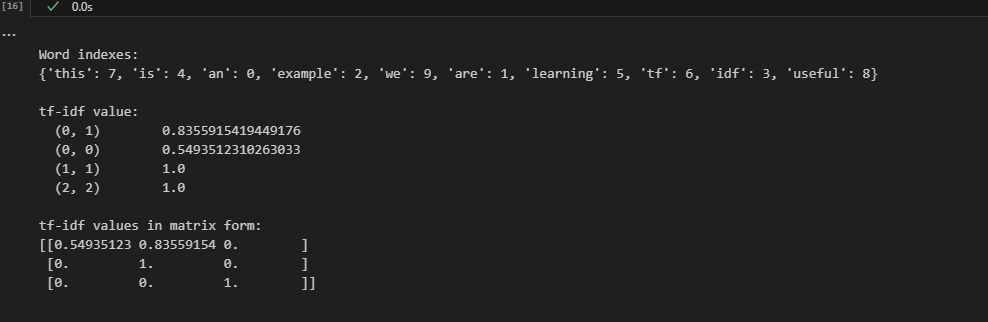 [16]
✓ 0.0s
...
Word indexes:
{'this': 7, 'is': 4, 'an': 0, 'example': 2, 'we': 9, 'are': 1, 'learning': 5, 'tf': 6, 'idf': 3, 'useful': 8}
tf-idf value:
(0, 1) 0.8355915419449176
(0, 0) 0.5493512310263033
(1, 1) 1.0
(2, 2) 1.0
tf-idf values in matrix form:
[[0.54935123 0.83559154 0. ]
[0. 1. 0. ]
[0. 0. 1. ]]